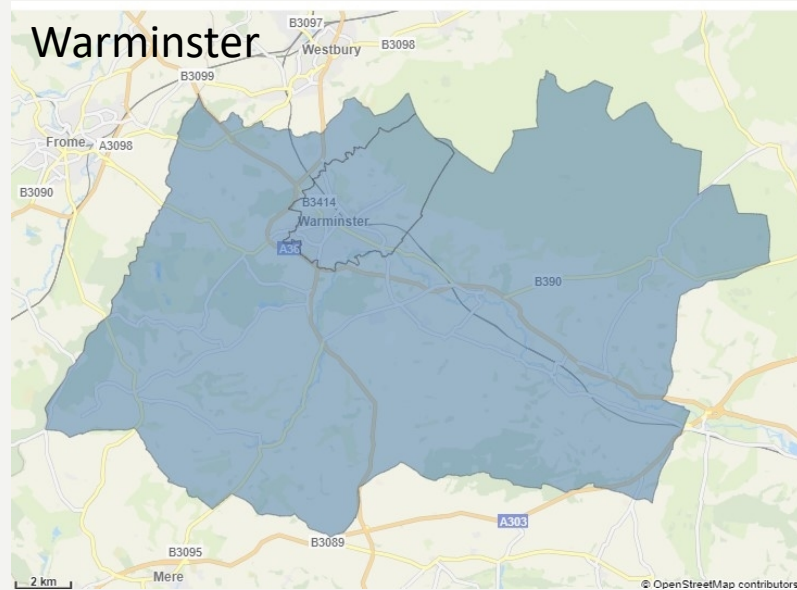 Warminster
B3097
Westbury
B3098
B3099
Frome
A3098
B3090
B3414
Warminster
A36
B390
A303
B3089
B3095
Mere
2 km
© OpenStreetMap contributors